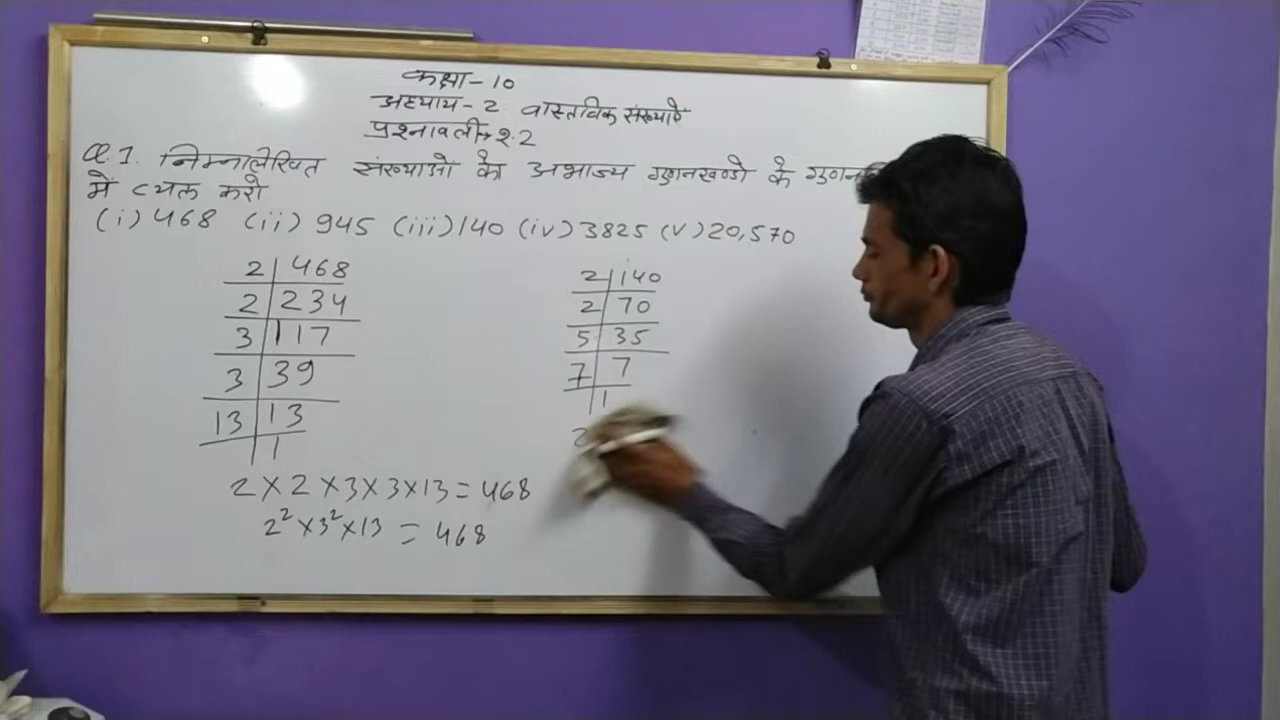 कक्षा-10
अध्याय-2 वास्तविक संख्याएँ
प्रश्नावली→2.2
Q.1. निम्नलिखित संख्याओ को अभाज्य गुणनखण्डो के
में व्यक्त करो
(i) 468 (ii) 945 (iii) 140 (iv) 3825 (v) 20,570
2 | 468
2 | 234
3 | 117
3 | 39
13 | 13
1
2×2×3×3×13=468
2²×3²×13 = 468
2 | 140
2 | 70
5 | 35
7 | 7
1